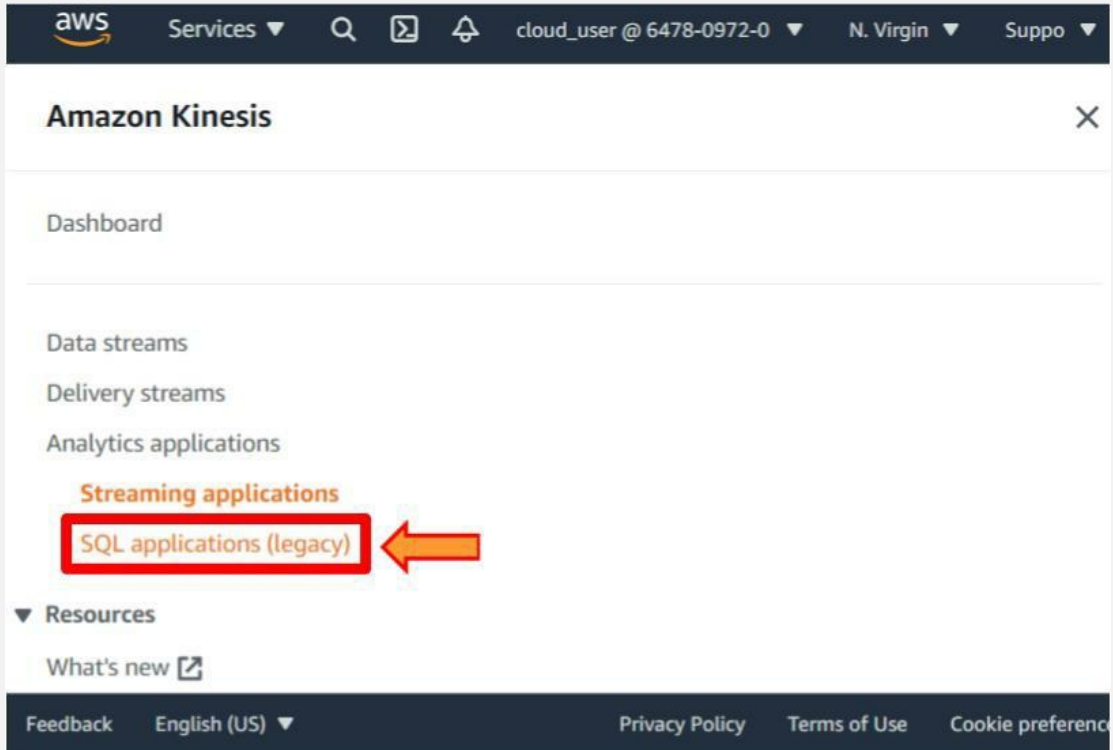 aws Services cloud_user @ 6478-0972-0 N. Virgin Suppo
Amazon Kinesis
Dashboard
Data streams
Delivery streams
Analytics applications
Streaming applications
SQL applications (legacy)
Resources
What's new
Feedback English (US) Privacy Policy Terms of Use Cookie preferenc